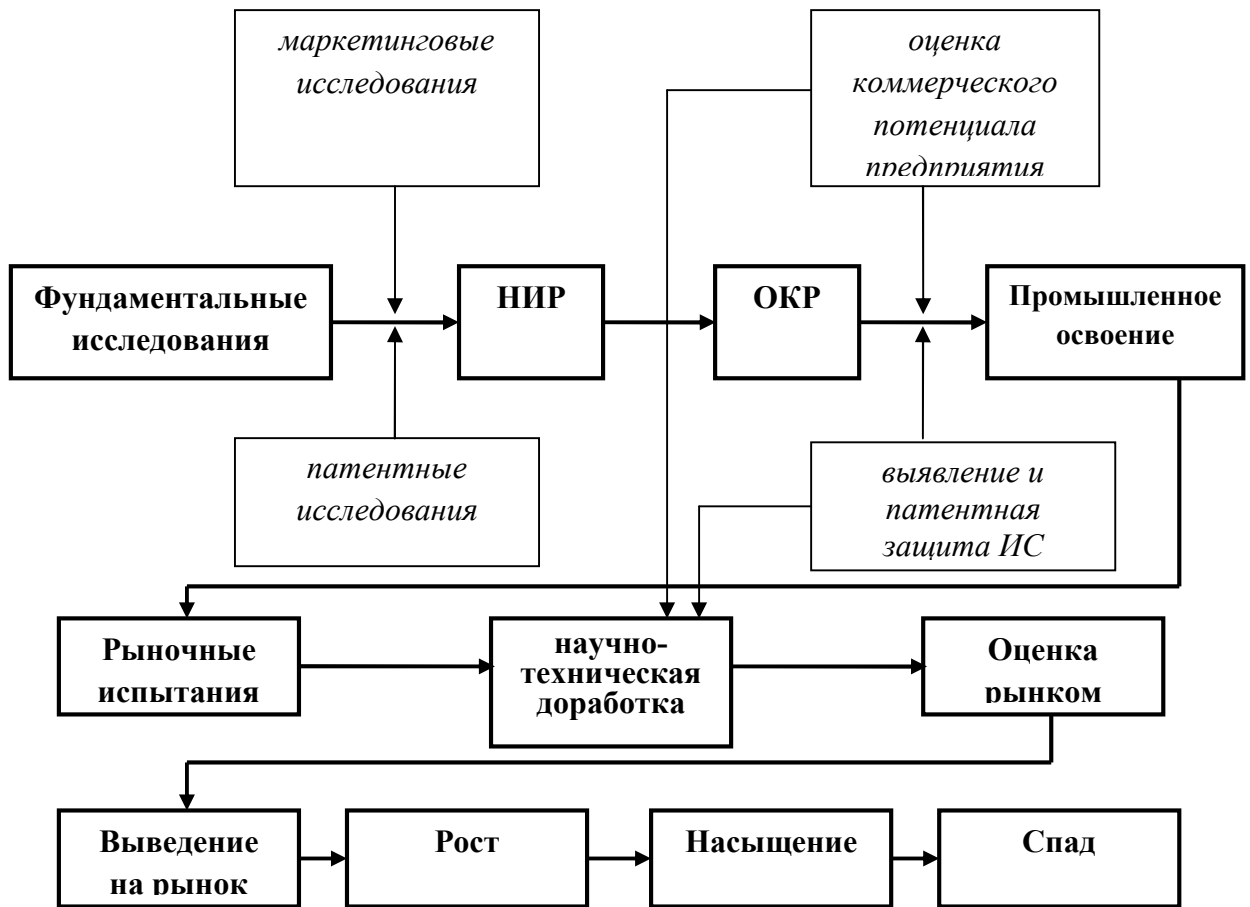 маркетинговые
исследования
оценка
коммерческого
потенциала
предприятия
Фундаментальные
исследования
НИР
ОКР
Промышленное
освоение
патентные
исследования
выявление и
патентная
защита ИС
Рыночные
испытания
научно-
техническая
доработка
Оценка
рынком
Выведение
на рынок
Рост
Насыщение
Спад